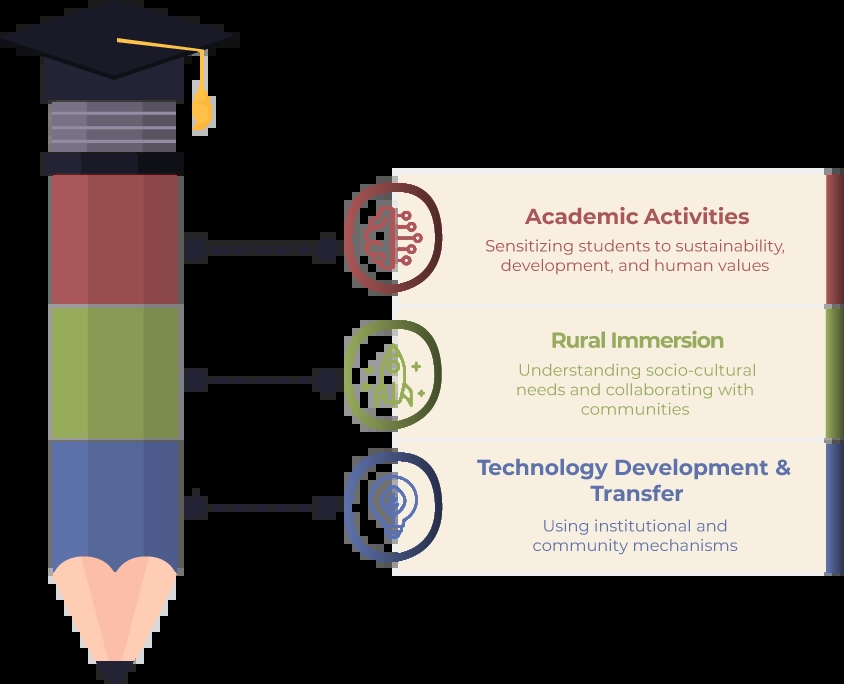 Academic Activities
Sensitizing students to sustainability,
development, and human values
Rural Immersion
Understanding socio-cultural
needs and collaborating with
communities
Technology Development &
Transfer
Using institutional and
community mechanisms